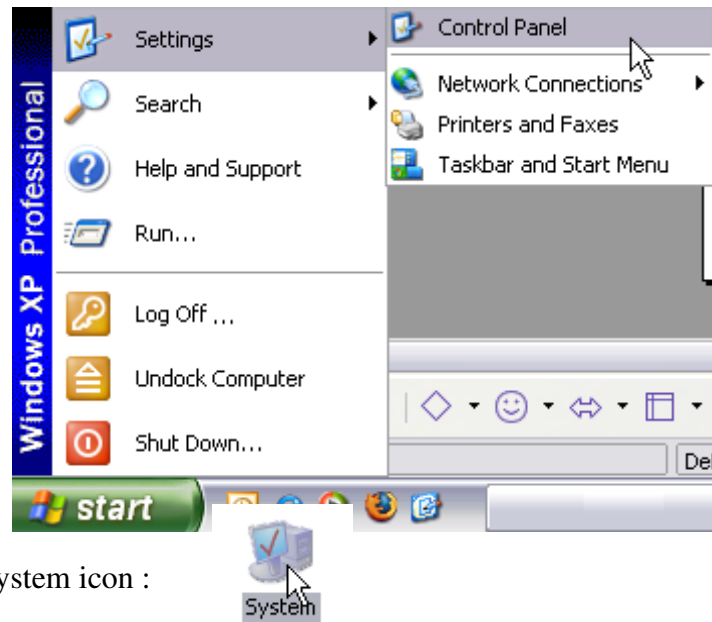 Windows XP Professional
Settings
Search
Help and Support
Run...
Log Off ...
Undock Computer
Shut Down...
Control Panel
Network Connections
Printers and Faxes
Taskbar and Start Menu
start
ystem icon :
System